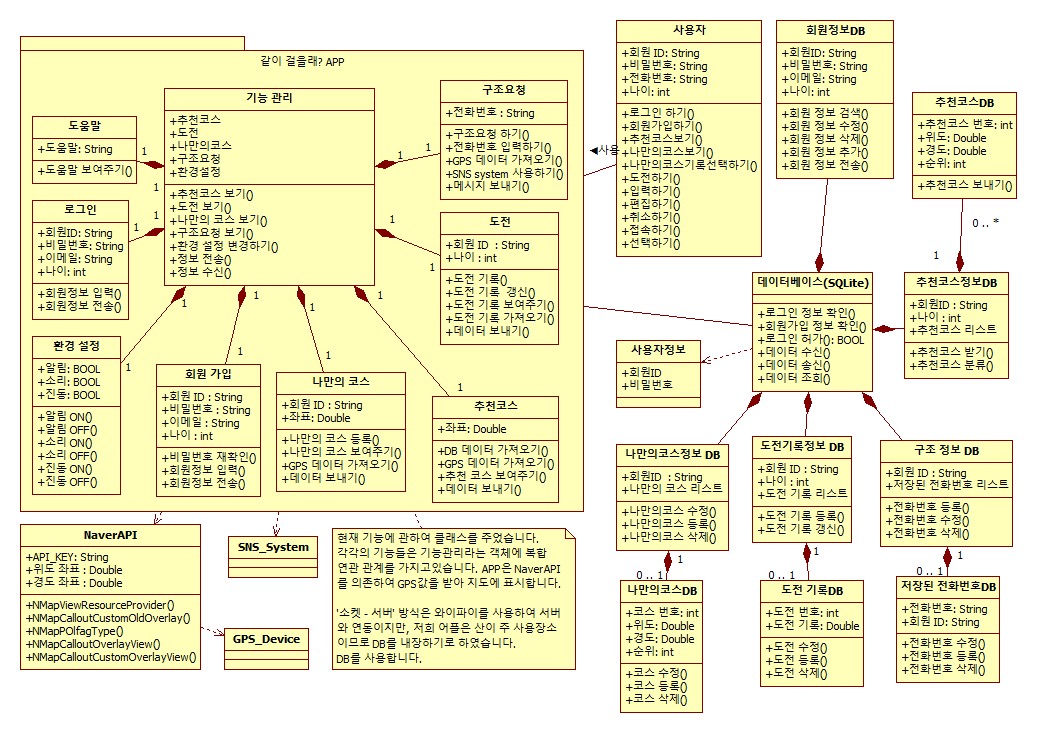 같이 걸을래? APP
기능 관리
+추천코스
+도전
+나만의코스
+구조요청
+환경설정
+추천코스 보기()
+도전 보기()
+나만의 코스 보기()
+구조요청 보기()
+환경 설정 변경하기()
+정보 전송()
+정보 수신()
도움말
+도움말: String
+도움말 보여주기()
1
1
로그인
+회원ID: String
+비밀번호: String
+이메일: String
+나이: int
+회원정보 입력()
+회원정보 전송()
1
1
환경 설정
+알림: BOOL
+소리: BOOL
+진동: BOOL
+알림 ON()
+알림 OFF()
+소리 ON()
+소리 OFF()
+진동 ON()
+진동 OFF()
1
1
회원 가입
+회원 ID : String
+비밀번호 : String
+이메일 : String
+나이 : int
+비밀번호 재확인()
+회원정보 입력()
+회원정보 전송()
1
1
나만의 코스
+회원 ID : String
+좌표: Double
+나만의 코스 등록()
+나만의 코스 보여주기()
+GPS 데이터 가져오기()
+데이터 보내기()
1
1
추천코스
+좌표: Double
+DB 데이터 가져오기()
+GPS 데이터 가져오기()
+추천 코스 보여주기()
+데이터 보내기()
1
1
구조요청
+전화번호 : String
+구조요청 하기()
+전화번호 입력하기()
+GPS 데이터 가져오기()
+SNS system 사용하기()
+메시지 보내기()
1
1
도전
+회원 ID : String
+나이 : int
+도전 기록()
+도전 기록 갱신()
+도전 기록 보여주기()
+도전 기록 가져오기()
+데이터 보내기()
1
1
◀사용
사용자
+회원 ID: String
+비밀번호: String
+전화번호: String
+나이: int
+로그인 하기()
+회원가입하기()
+추천코스보기()
+나만의코스보기()
+나만의코스기록선택하기()
+도전하기()
+입력하기()
+편집하기()
+취소하기()
+접속하기()
+선택하기()
회원정보DB
+회원ID: String
+비밀번호: String
+이메일: String
+나이: int
+회원 정보 검색()
+회원 정보 수정()
+회원 정보 삭제()
+회원 정보 추가()
+회원 정보 전송()
추천코스DB
+추천코스 번호: int
+위도: Double
+경도: Double
+순위: int
+추천코스 보내기()
0 .. *
1
데이터베이스(SQLite)
+로그인 정보 확인()
+회원가입 정보 확인()
+로그인 허가(): BOOL
+데이터 수신()
+데이터 송신()
+데이터 조회()
추천코스정보DB
+회원ID : String
+나이 : int
+추천코스 리스트
+추천코스 받기()
+추천코스 분류()
사용자정보
+회원ID
+비밀번호
나만의코스정보 DB
+회원ID : String
+나만의 코스 리스트
+나만의코스 수정()
+나만의코스 등록()
+나만의코스 삭제()
1
0 .. 1
도전기록정보 DB
+회원 ID : String
+나이 : int
+도전 기록 리스트
+도전 기록 등록()
+도전 기록 갱신()
1
0 .. 1
구조 정보 DB
+회원 ID : String
+저장된 전화번호 리스트
+전화번호 등록()
+전화번호 수정()
+전화번호 삭제()
1
0 .. 1
나만의코스DB
+코스 번호: int
+위도: Double
+경도: Double
+순위: int
+코스 수정()
+코스 등록()
+코스 삭제()
도전 기록DB
+도전 번호: int
+도전 기록: Double
+도전 수정()
+도전 등록()
+도전 삭제()
저장된 전화번호DB
+전화번호: String
+회원 ID: String
+전화번호 수정()
+전화번호 등록()
+전화번호 삭제()
NaverAPI
+API_KEY: String
+위도 좌표 : Double
+경도 좌표: Double
+NMapViewResourceProvider()
+NMapCalloutCustomOldOverlay()
+NMapPOIfagType()
+NMapCalloutOverlayView()
+NMapCalloutCustomOverlayView()
SNS_System
GPS_Device
현재 기능에 관하여 클래스를 주었습니다.
각각의 기능들은 기능관리라는 객체에 복합
연관 관계를 가지고있습니다. APP은 NaverAPI
를 의존하여 GPS값을 받아 지도에 표시합니다.
'소켓 - 서버' 방식은 와이파이를 사용하여 서버
와 연동이지만, 저희 어플은 산이 주 사용장소
이므로 DB를 내장하기로 하였습니다.
DB를 사용합니다.